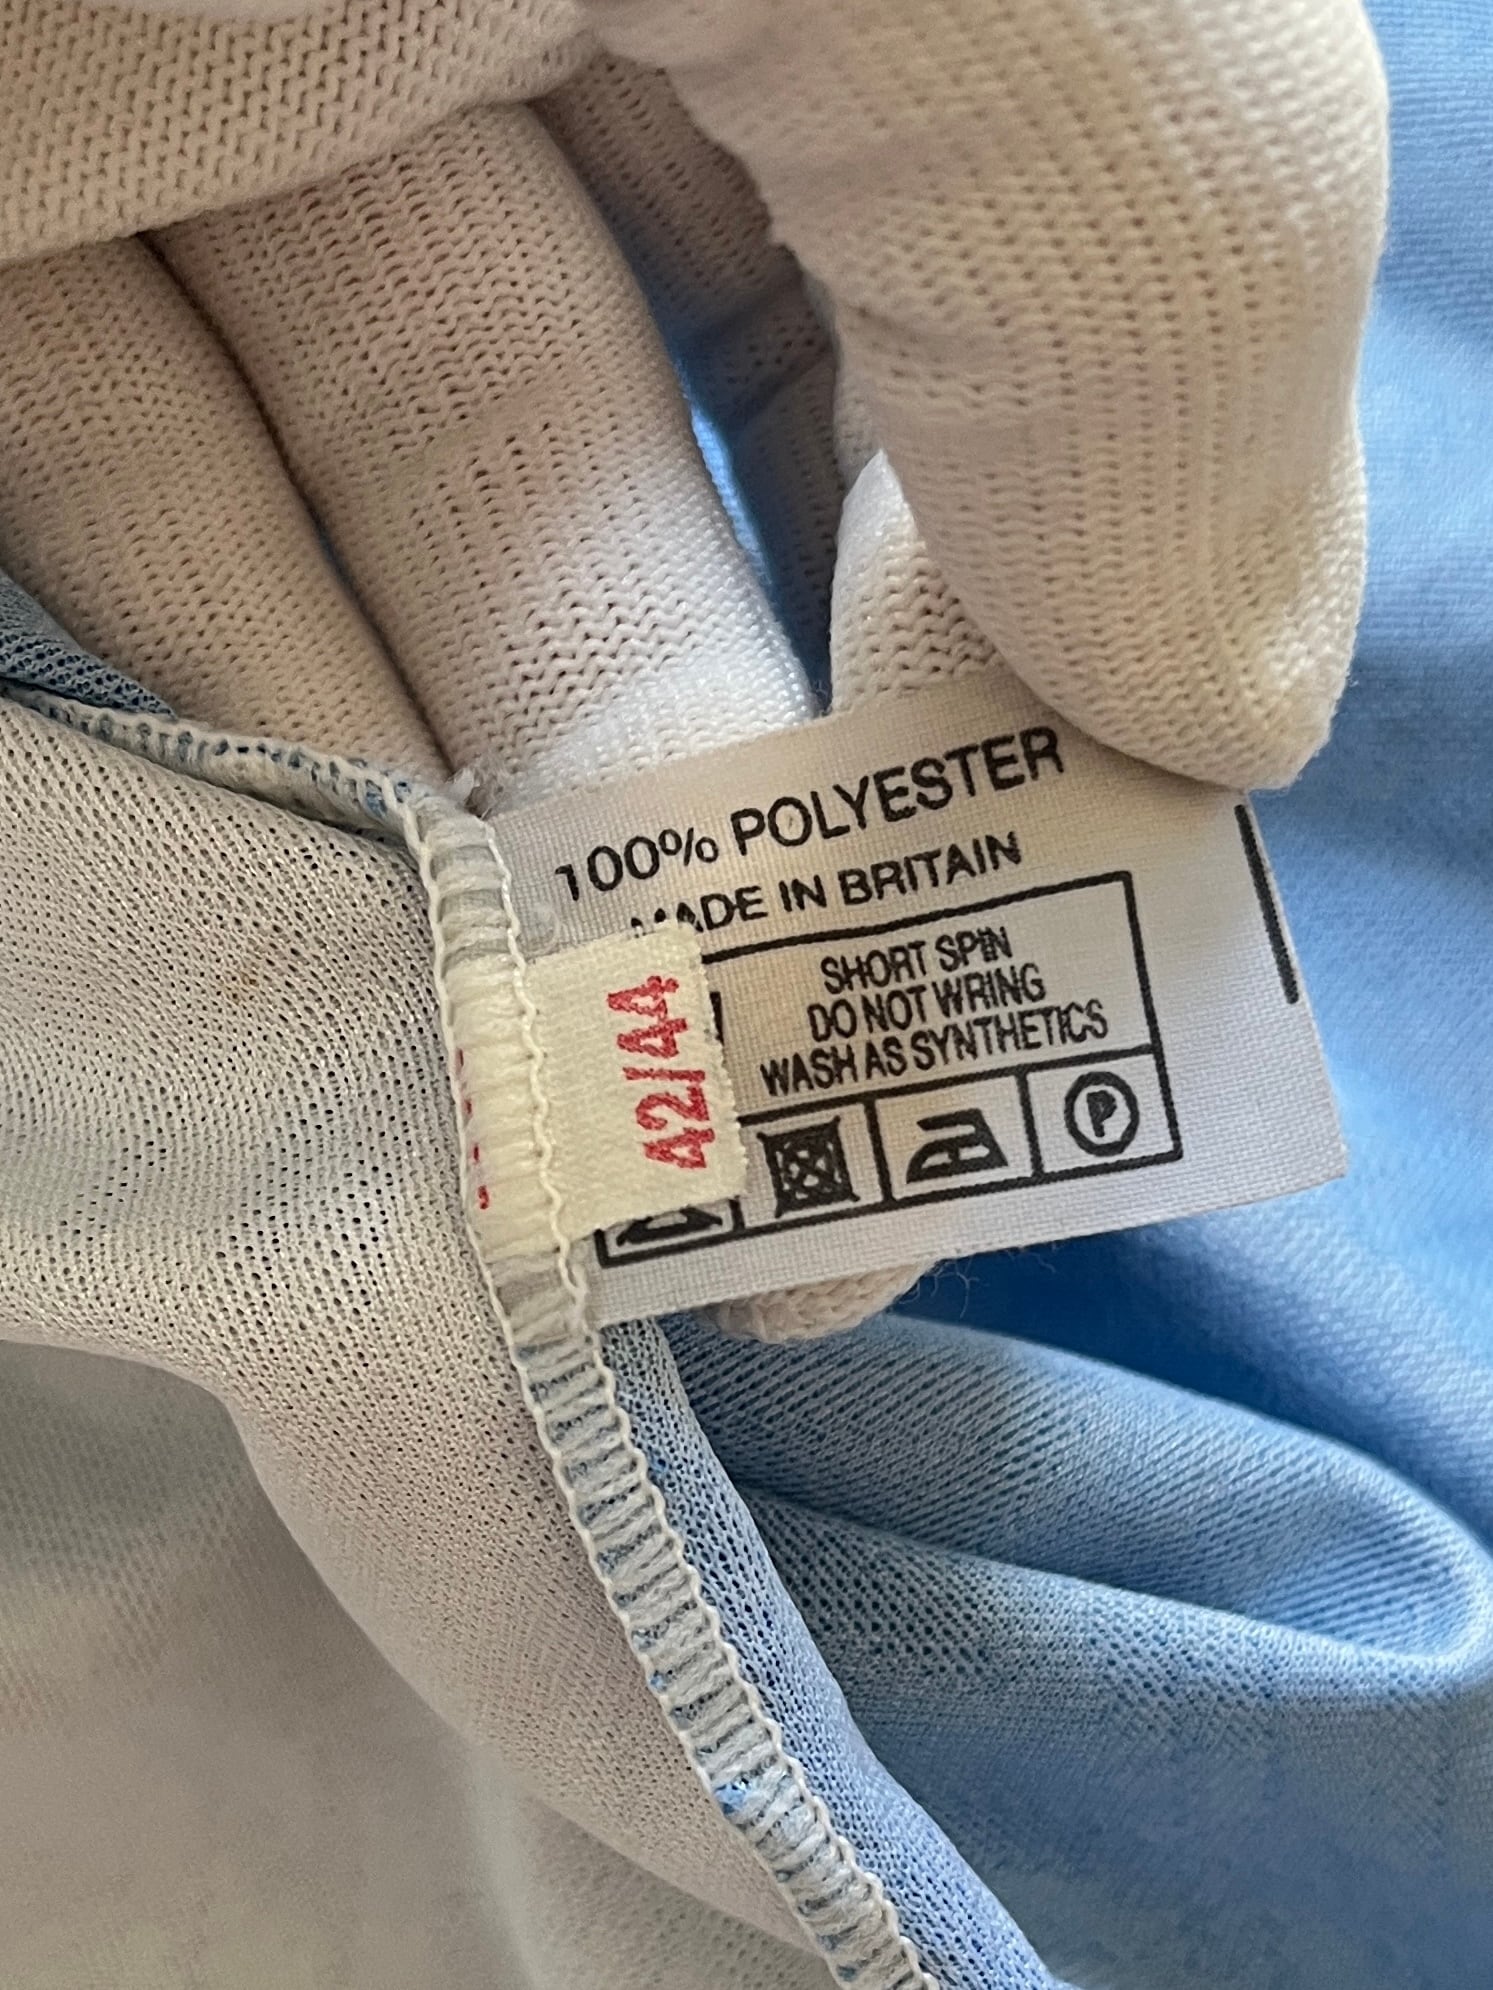 100% POLYESTER
MADE IN BRITAIN
SHORT SPIN
DO NOT WRING
WASH AS SYNTHETICS
P
42/44